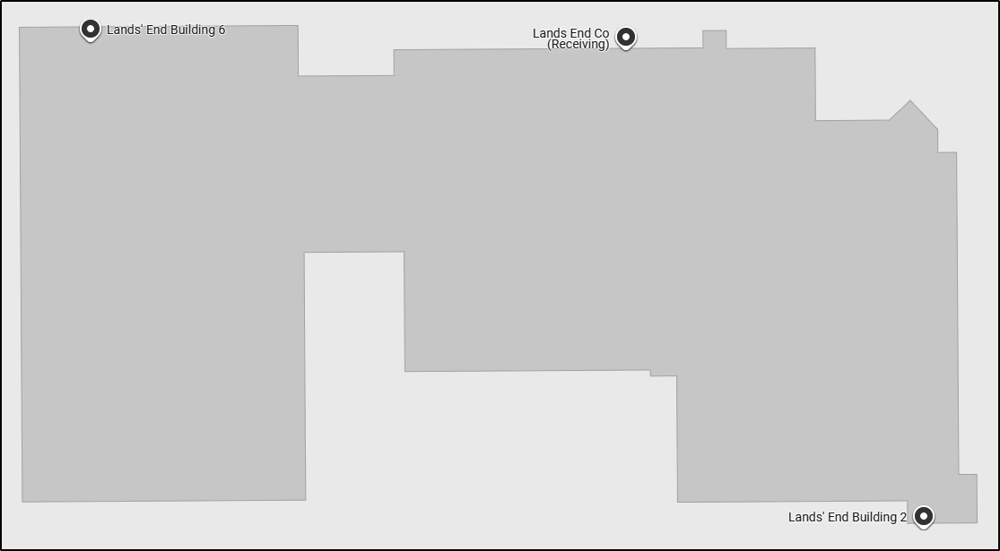 Lands' End Building 6
Lands End Co
(Receiving)
Lands' End Building 2